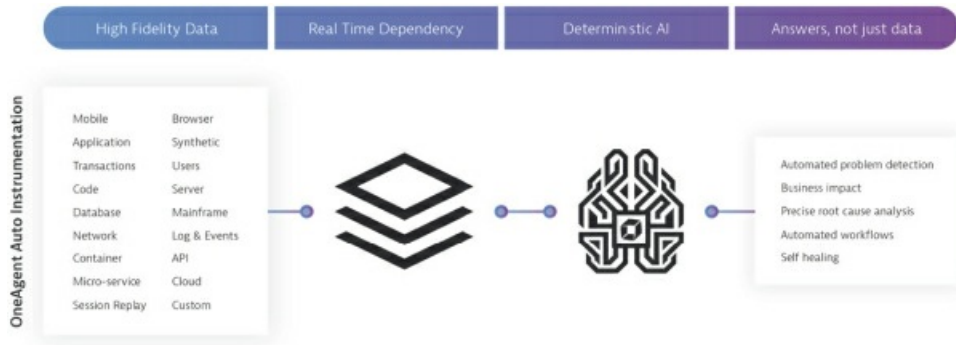 High Fidelity Data
Real Time Dependency
Deterministic AI
Answers, not just data
OneAgent Auto Instrumentation
Mobile Browser
Application Synthetic
Transactions Users
Code Server
Database Mainframe
Network Log & Events
Container API
Micro-service Cloud
Session Replay Custom
Automated problem detection
Business impact
Precise root cause analysis
Automated workflows
Self healing